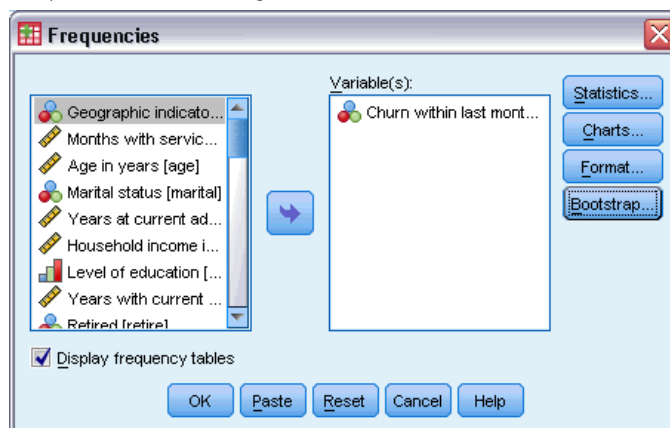 Frequencies
Variable(s):
Geographic indicato...
Months with servic...
Age in years [age]
Marital status [marital]
Years at current ad...
Household income i...
Level of education [...
Years with current ...
Retired [retire]
Churn within last mont...
Statistics...
Charts...
Format...
Bootstrap...
Display frequency tables
OK Paste Reset Cancel Help